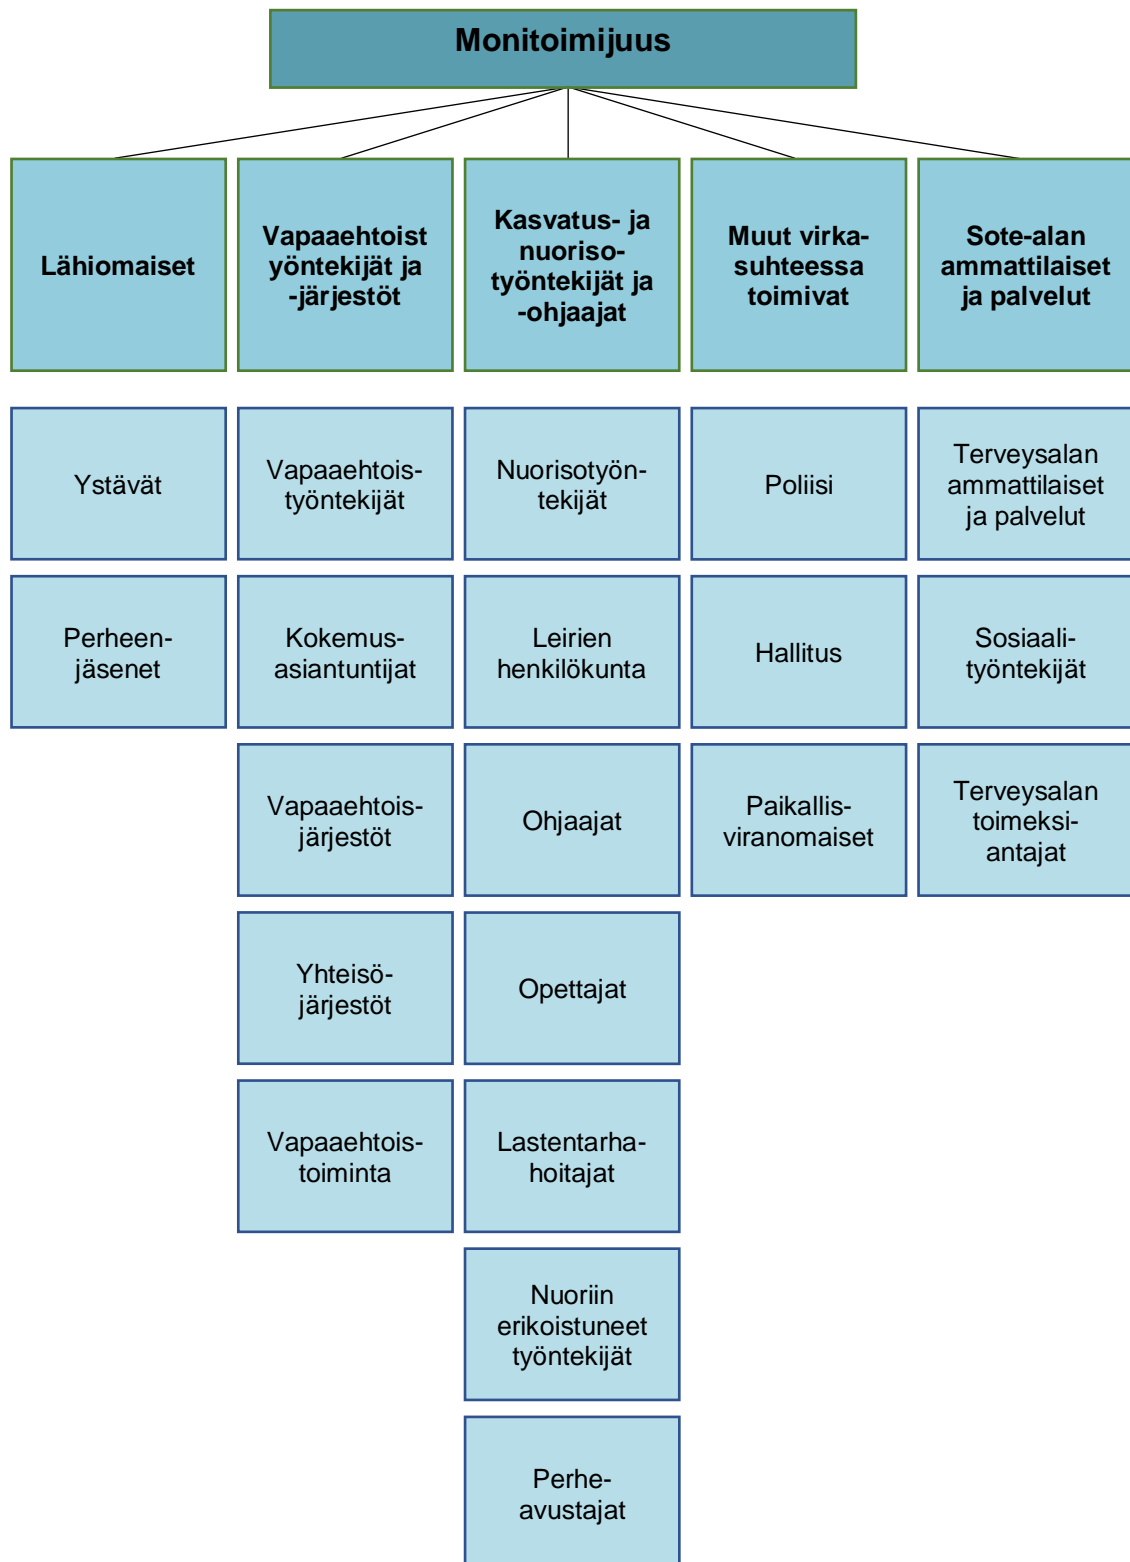 Monitoimijuus
Lähiomaiset
Vapaaehtoist
yöntekijät ja
-järjestöt
Kasvatus- ja
nuoriso-
työntekijät ja
-ohjaajat
Muut virka-
suhteessa
toimivat
Sote-alan
ammattilaiset
ja palvelut
Ystävät
Vapaaehtois-
työntekijät
Nuorisotyön-
tekijät
Poliisi
Terveysalan
ammattilaiset
ja palvelut
Perheen-
jäsenet
Kokemus-
asiantuntijat
Leirien
henkilökunta
Hallitus
Sosiaali-
työntekijät
Vapaaehtois-
järjestöt
Ohjaajat
Paikallis-
viranomaiset
Terveysalan
toimeksi-
antajat
Yhteisö-
järjestöt
Opettajat
Vapaaehtois-
toiminta
Lastentarha-
hoitajat
Nuoriin
erikoistuneet
työntekijät
Perhe-
avustajat